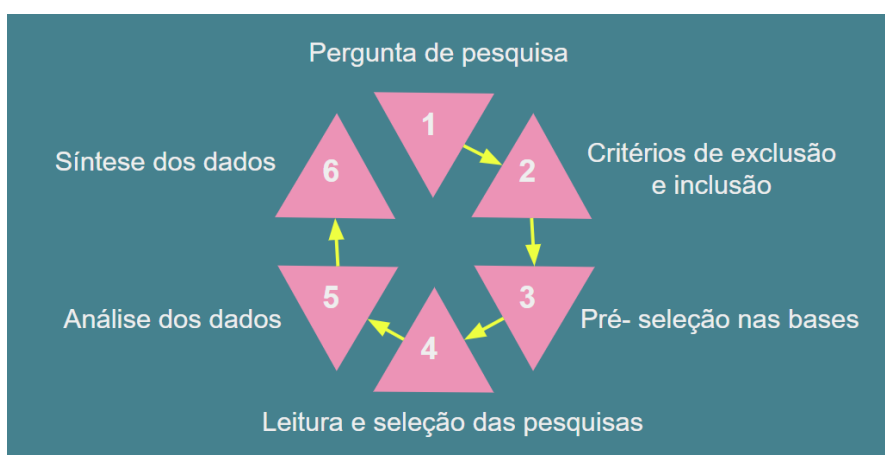 Pergunta de pesquisa
1
2
Critérios de exclusão
e inclusão
3
Pré- seleção nas bases
4
Leitura e seleção das pesquisas
5
Análise dos dados
6
Síntese dos dados